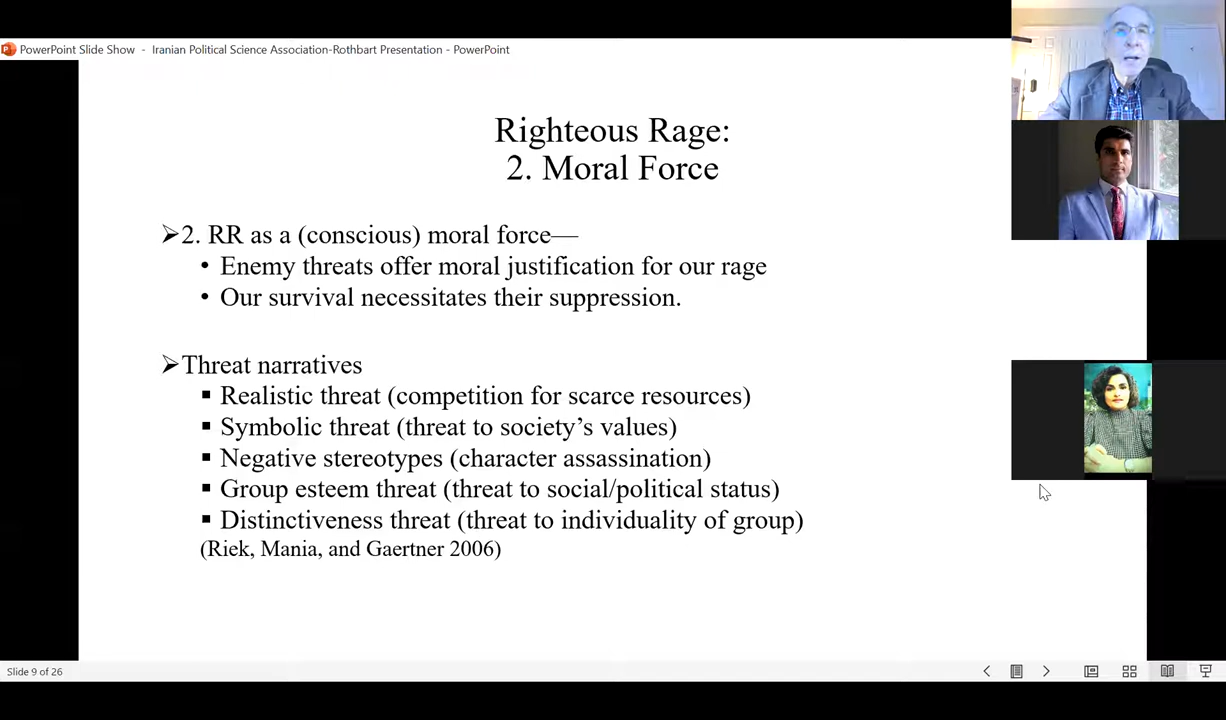 PowerPoint Slide Show - Iranian Political Science Association-Rothbart Presentation - PowerPoint
Righteous Rage:
2. Moral Force
➢2. RR as a (conscious) moral force—
• Enemy threats offer moral justification for our rage
• Our survival necessitates their suppression.
➢Threat narratives
▪ Realistic threat (competition for scarce resources)
▪ Symbolic threat (threat to society’s values)
▪ Negative stereotypes (character assassination)
▪ Group esteem threat (threat to social/political status)
▪ Distinctiveness threat (threat to individuality of group)
(Riek, Mania, and Gaertner 2006)
Slide 9 of 26